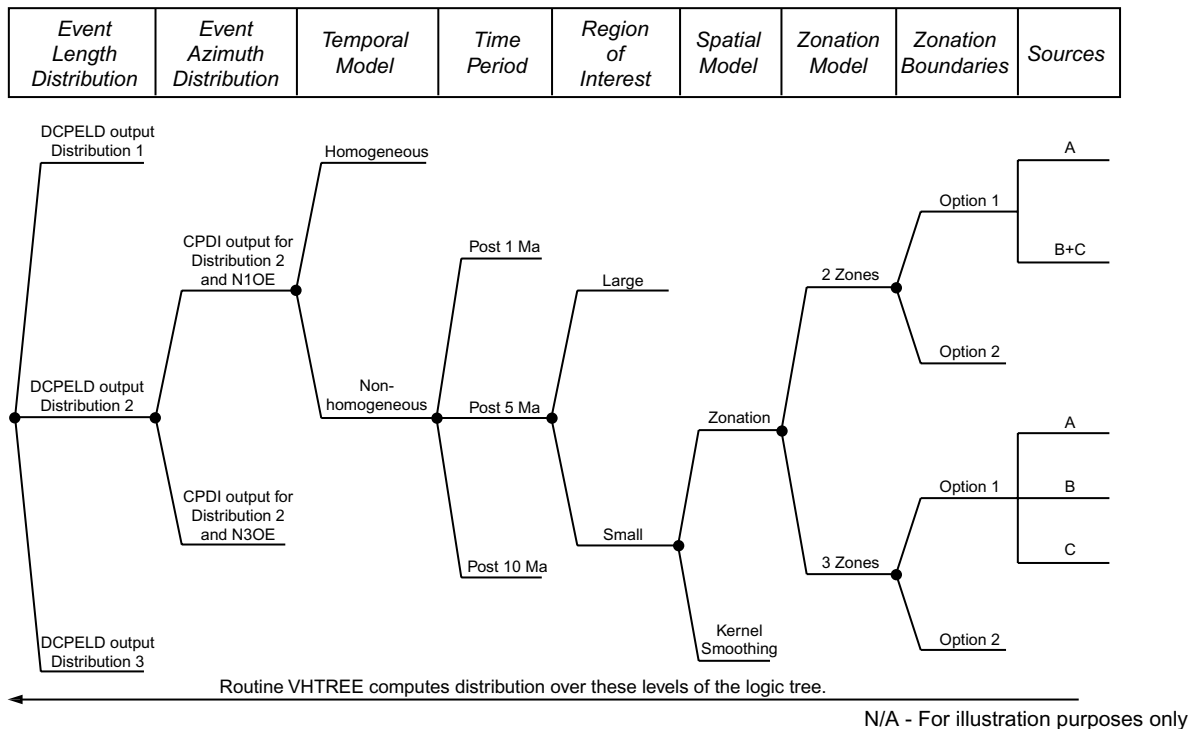 Event
Length
Distribution
Event
Azimuth
Distribution
Temporal
Model
Time
Period
Region
of
Interest
Spatial
Model
Zonation
Model
Zonation
Boundaries
Sources
DCPELD output
Distribution 1
DCPELD output
Distribution 2
DCPELD output
Distribution 3
CPDI output for
Distribution 2
and N1OE
CPDI output for
Distribution 2
and N3OE
Homogeneous
Non-
homogeneous
Post 1 Ma
Post 5 Ma
Post 10 Ma
Large
Small
Zonation
Kernel
Smoothing
2 Zones
3 Zones
Option 1
Option 2
Option 1
Option 2
A
B+C
A
B
C
Routine VHTREE computes distribution over these levels of the logic tree.
N/A - For illustration purposes only